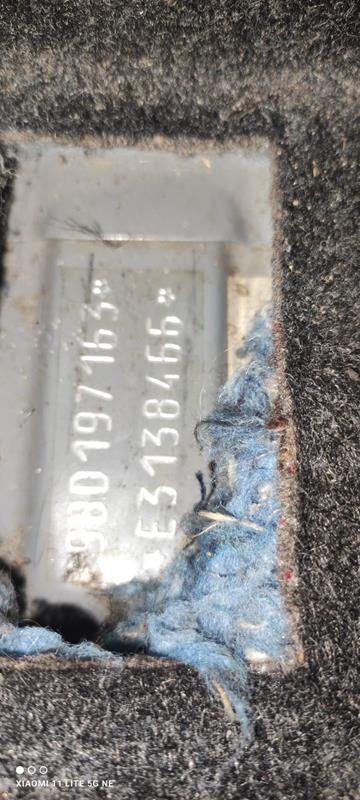 9BD197163*
*E3138466*
XIAOMI 11 LITE 5G NE